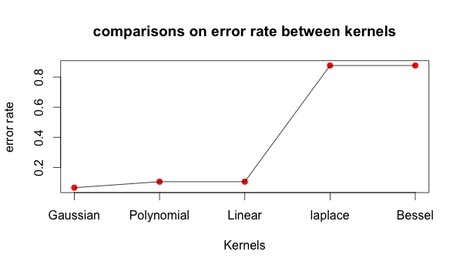 comparisons on error rate between kernels
error rate
0.8
0.6
0.4
0.2
Gaussian Polynomial Linear laplace Bessel
Kernels